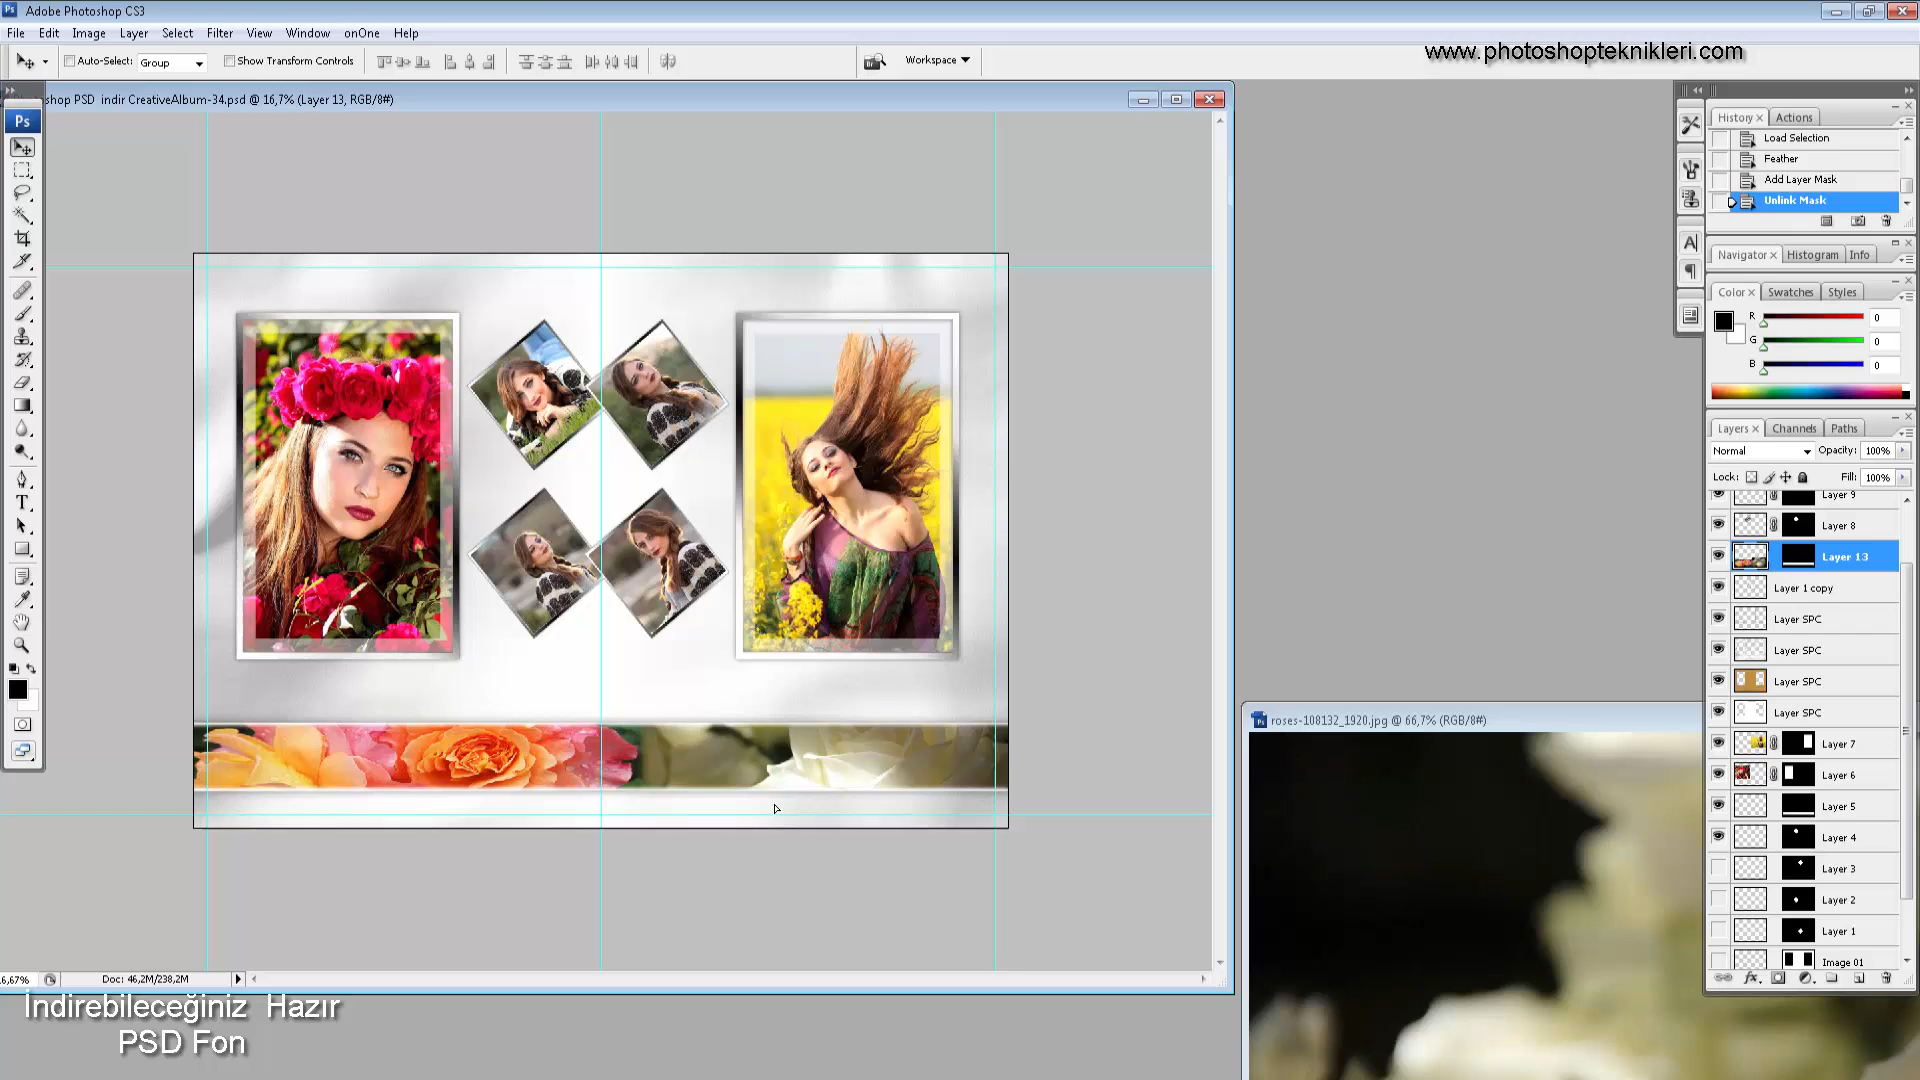 Ps Adobe Photoshop CS3
File Edit Image Layer Select Filter View Window onOne Help
Auto-Select: Group Show Transform Controls Workspace
www.photoshopteknikleri.com
shop PSD indir CreativeAlbum-34.psd @ 16,7% (Layer 13, RGB/8#)
Ps
T
History Actions
Load Selection
Feather
Add Layer Mask
Unlink Mask
Navigator Histogram Info
Color Swatches Styles
R 0
G 0
B 0
Layers Channels Paths
Normal Opacity: 100%
Lock: Fill: 100%
Layer 9
Layer 8
Layer 13
Layer 1 copy
Layer SPC
Layer SPC
Layer SPC
Layer SPC
Layer 7
Layer 6
Layer 5
Layer 4
Layer 3
Layer 2
Layer 1
Image 01
roses-108132_1920.jpg @ 66,7% (RGB/8#)
6,67% Doc: 46,2M/238,2M
İndirebileceğiniz Hazır
PSD Fon